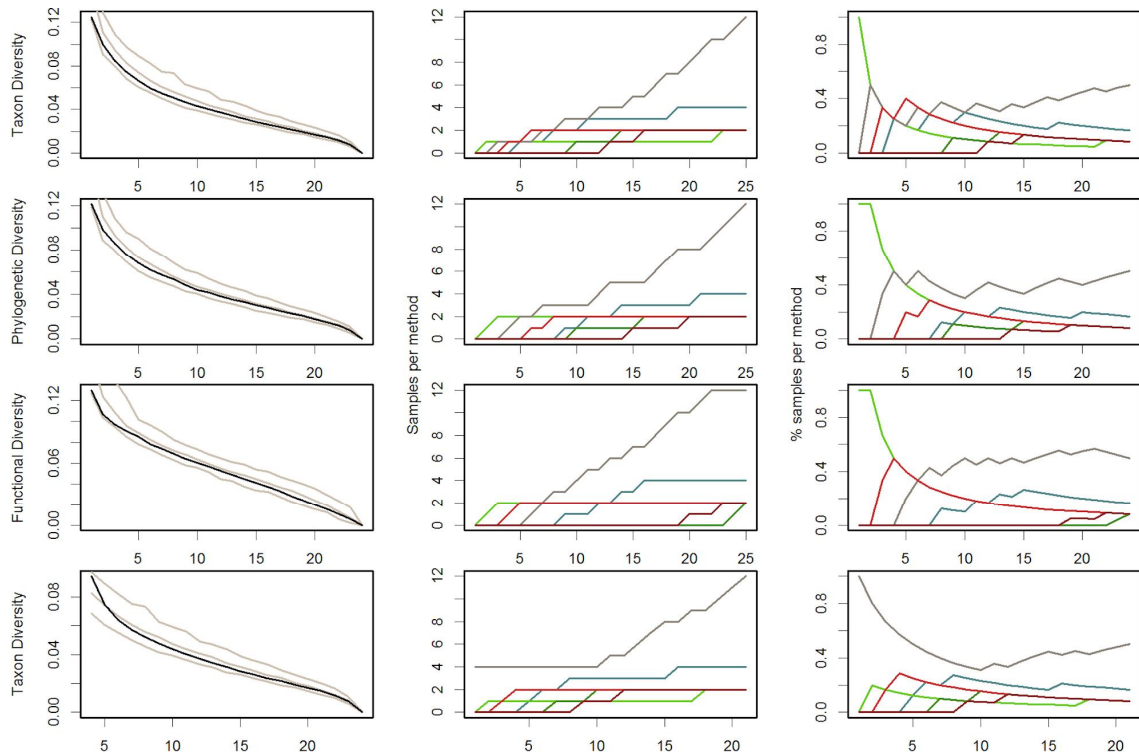 Taxon Diversity
0.00 0.04 0.12
5 10 15 20
0 2 4 6 8 12
5 10 15 20 25
0.0 0.4 0.8
5 10 15 20
Phylogenetic Diversity
0.00 0.04 0.08 0.12
5 10 15 20
Samples per method
0 2 4 6 8 12
5 10 15 20 25
% samples per method
0.0 0.4 0.8
5 10 15 20
Functional Diversity
0.00 0.06 0.12
5 10 15 20
0 2 4 6 8 12
5 10 15 20 25
0.0 0.4 0.8
5 10 15 20
Taxon Diversity
0.00 0.04 0.08
5 10 15 20
0 2 4 6 8 12
5 10 15 20
0.0 0.4 0.8
5 10 15 20